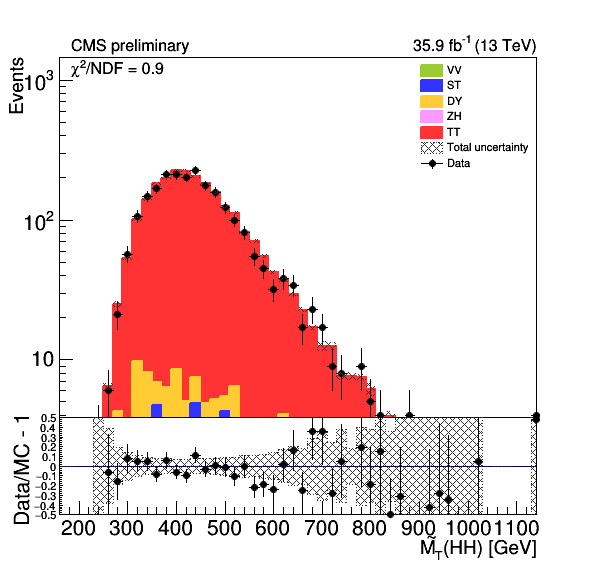 CMS preliminary 35.9 fb⁻¹ (13 TeV)
χ²/NDF = 0.9
Events
10³
10²
10
VV
ST
DY
ZH
TT
Total uncertainty
Data
Data/MC - 1
0.5
0.4
0.3
0.2
0.1
0
−0.1
−0.2
−0.3
−0.4
−0.5
200 300 400 500 600 700 800 900 1000 1100
M̃_T(HH) [GeV]